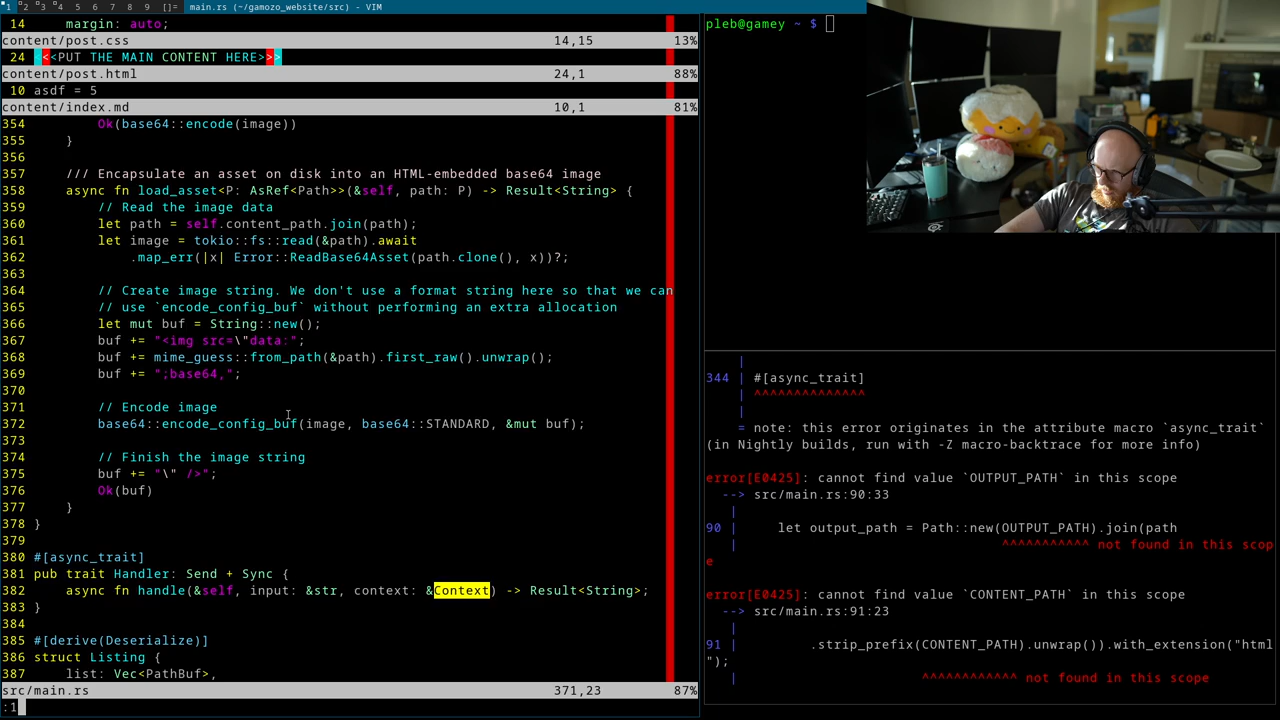 1 2 3 4 5 6 7 8 9 []= main.rs (~/gamozo_website/src) - VIM
14     margin: auto;
content/post.css 14,15 13%
24 <<<PUT THE MAIN CONTENT HERE>>>
content/post.html 24,1 88%
10 asdf = 5
content/index.md 10,1 81%
354         Ok(base64::encode(image))
355     }
356
357     /// Encapsulate an asset on disk into an HTML-embedded base64 image
358     async fn load_asset<P: AsRef<Path>>(&self, path: P) -> Result<String> {
359         // Read the image data
360         let path = self.content_path.join(path);
361         let image = tokio::fs::read(&path).await
362             .map_err(|x| Error::ReadBase64Asset(path.clone(), x))?;
363
364         // Create image string. We don't use a format string here so that we can
365         // use `encode_config_buf` without performing an extra allocation
366         let mut buf = String::new();
367         buf += "<img src=\"data:";
368         buf += mime_guess::from_path(&path).first_raw().unwrap();
369         buf += ";base64,";
370
371         // Encode image
372         base64::encode_config_buf(image, base64::STANDARD, &mut buf);
373
374         // Finish the image string
375         buf += "\" />";
376         Ok(buf)
377     }
378 }
379
380 #[async_trait]
381 pub trait Handler: Send + Sync {
382     async fn handle(&self, input: &str, context: &Context) -> Result<String>;
383 }
384
385 #[derive(Deserialize)]
386 struct Listing {
387     list: Vec<PathBuf>,
src/main.rs 371,23 87%
:1
pleb@gamey ~ $
|
344 | #[async_trait]
| ^^^^^^^^^^^^^^
|
= note: this error originates in the attribute macro `async_trait`
(in Nightly builds, run with -Z macro-backtrace for more info)
error[E0425]: cannot find value `OUTPUT_PATH` in this scope
--> src/main.rs:90:33
|
90 |     let output_path = Path::new(OUTPUT_PATH).join(path
| ^^^^^^^^^^^ not found in this scop
e
error[E0425]: cannot find value `CONTENT_PATH` in this scope
--> src/main.rs:91:23
|
91 |         .strip_prefix(CONTENT_PATH).unwrap()).with_extension("html
");
| ^^^^^^^^^^^^ not found in this scope